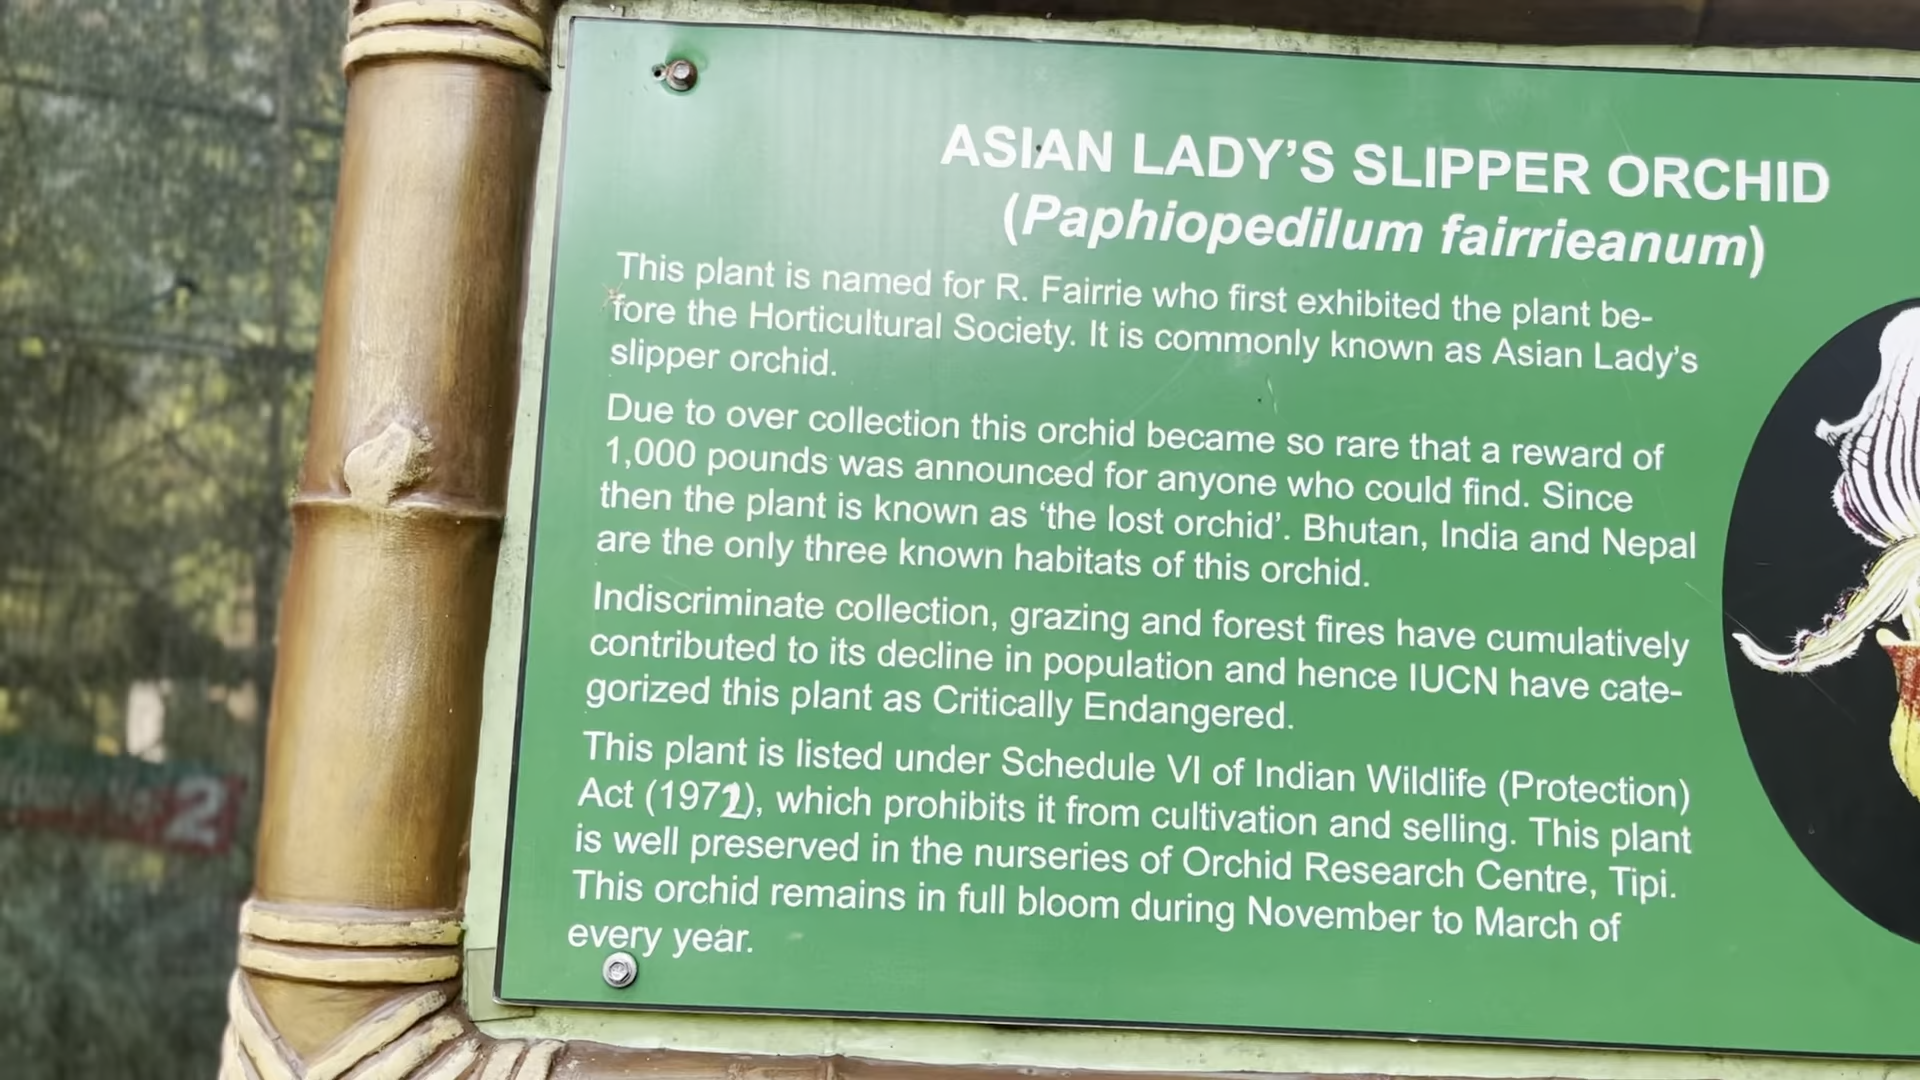 ASIAN LADY'S SLIPPER ORCHID
(Paphiopedilum fairrieanum)
This plant is named for R. Fairrie who first exhibited the plant be-
fore the Horticultural Society. It is commonly known as Asian Lady's
slipper orchid.
Due to over collection this orchid became so rare that a reward of
1,000 pounds was announced for anyone who could find. Since
then the plant is known as 'the lost orchid'. Bhutan, India and Nepal
are the only three known habitats of this orchid.
Indiscriminate collection, grazing and forest fires have cumulatively
contributed to its decline in population and hence IUCN have cate-
gorized this plant as Critically Endangered.
This plant is listed under Schedule VI of Indian Wildlife (Protection)
Act (1972), which prohibits it from cultivation and selling. This plant
is well preserved in the nurseries of Orchid Research Centre, Tipi.
This orchid remains in full bloom during November to March of
every year.
2